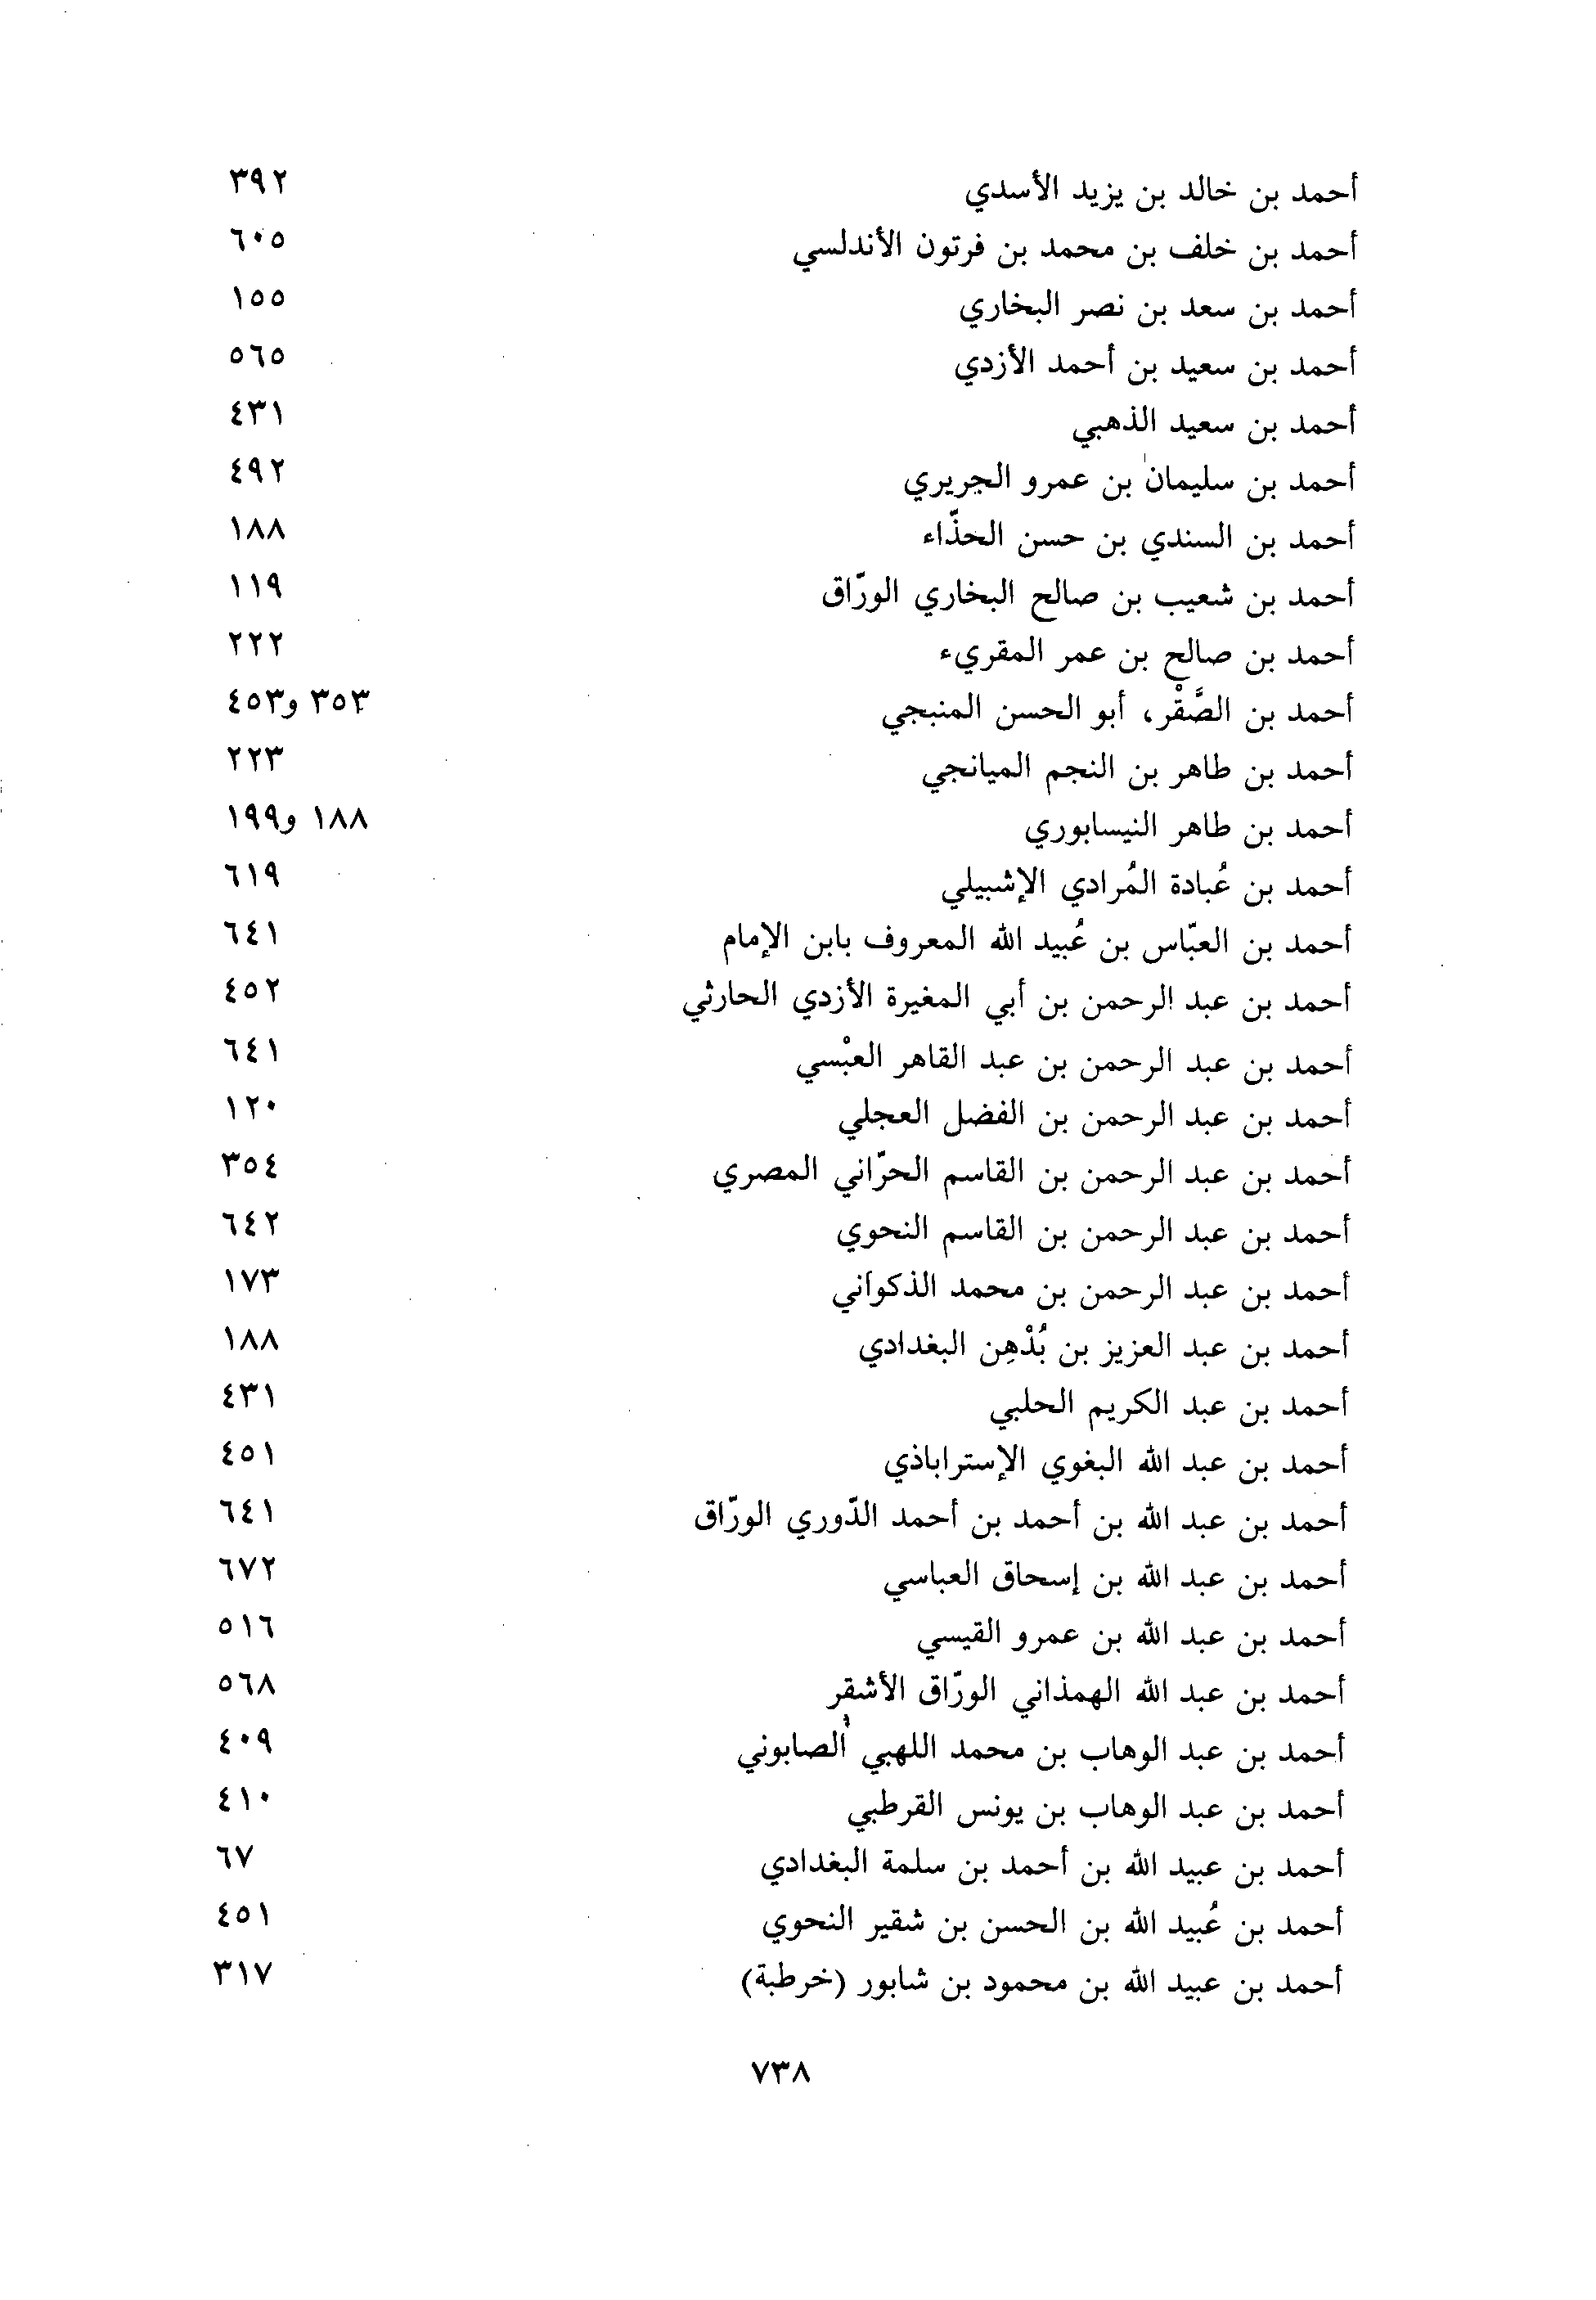 أحمد بن خالد بن يزيد الأسدي ٣٩٢
أحمد بن خلف بن محمد بن فرتون الأندلسي ٦٠٥
أحمد بن سعد بن نصر البخاري ١٥٥
أحمد بن سعيد بن أحمد الأزدي ٥٦٥
أحمد بن سعيد الذهبي ٤٣١
أحمد بن سليمان بن عمرو الجريري ٤٩٢
أحمد بن السندي بن حسن الحذّاء ١٨٨
أحمد بن شعيب بن صالح البخاري الورّاق ١١٩
أحمد بن صالح بن عمر المقريء ٢٢٢
أحمد بن الصَّقْر، أبو الحسن المنبجي ٣٥٣ و٤٥٣
أحمد بن طاهر بن النجم الميانجي ٢٢٣
أحمد بن طاهر النيسابوري ١٨٨ و١٩٩
أحمد بن عُبادة المُرادي الإشبيلي ٦١٩
أحمد بن العبّاس بن عُبيد الله المعروف بابن الإمام ٦٤١
أحمد بن عبد الرحمن بن أبي المغيرة الأزدي الحارثي ٤٥٢
أحمد بن عبد الرحمن بن عبد القاهر العبْسي ٦٤١
أحمد بن عبد الرحمن بن الفضل العجلي ١٢٠
أحمد بن عبد الرحمن بن القاسم الحرّاني المصري ٣٥٤
أحمد بن عبد الرحمن بن القاسم النحوي ٦٤٢
أحمد بن عبد الرحمن بن محمد الذكواني ١٧٣
أحمد بن عبد العزيز بن بُدْهِن البغدادي ١٨٨
أحمد بن عبد الكريم الحلبي ٤٣١
أحمد بن عبد الله البغوي الإستراباذي ٤٥١
أحمد بن عبد الله بن أحمد بن أحمد الدّوري الورّاق ٦٤١
أحمد بن عبد الله بن إسحاق العباسي ٦٧٢
أحمد بن عبد الله بن عمرو القيسي ٥١٦
أحمد بن عبد الله الهمذاني الورّاق الأشقر ٥٦٨
أحمد بن عبد الوهاب بن محمد اللهبي الصابوني ٤٠٩
أحمد بن عبد الوهاب بن يونس القرطبي ٤١٠
أحمد بن عبيد الله بن أحمد بن سلمة البغدادي ٦٧
أحمد بن عُبيد الله بن الحسن بن شقير النحوي ٤٥١
أحمد بن عبيد الله بن محمود بن شابور (خرطبة) ٣١٧
٧٣٨